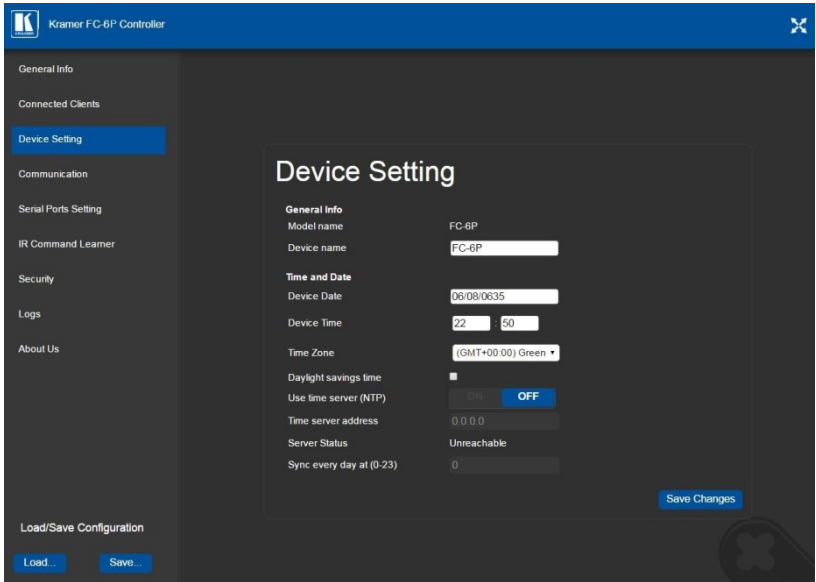 KRAMER
Kramer FC-6P Controller
General Info
Connected Clients
Device Setting
Communication
Serial Ports Setting
IR Command Learner
Security
Logs
About Us
Load/Save Configuration
Load...
Save...
Device Setting
General Info
Model name FC-6P
Device name FC-6P
Time and Date
Device Date 06/08/0635
Device Time 22 : 50
Time Zone (GMT+00:00) Green
Daylight savings time
Use time server (NTP) ON OFF
Time server address 0.0.0.0
Server Status Unreachable
Sync every day at (0-23) 0
Save Changes